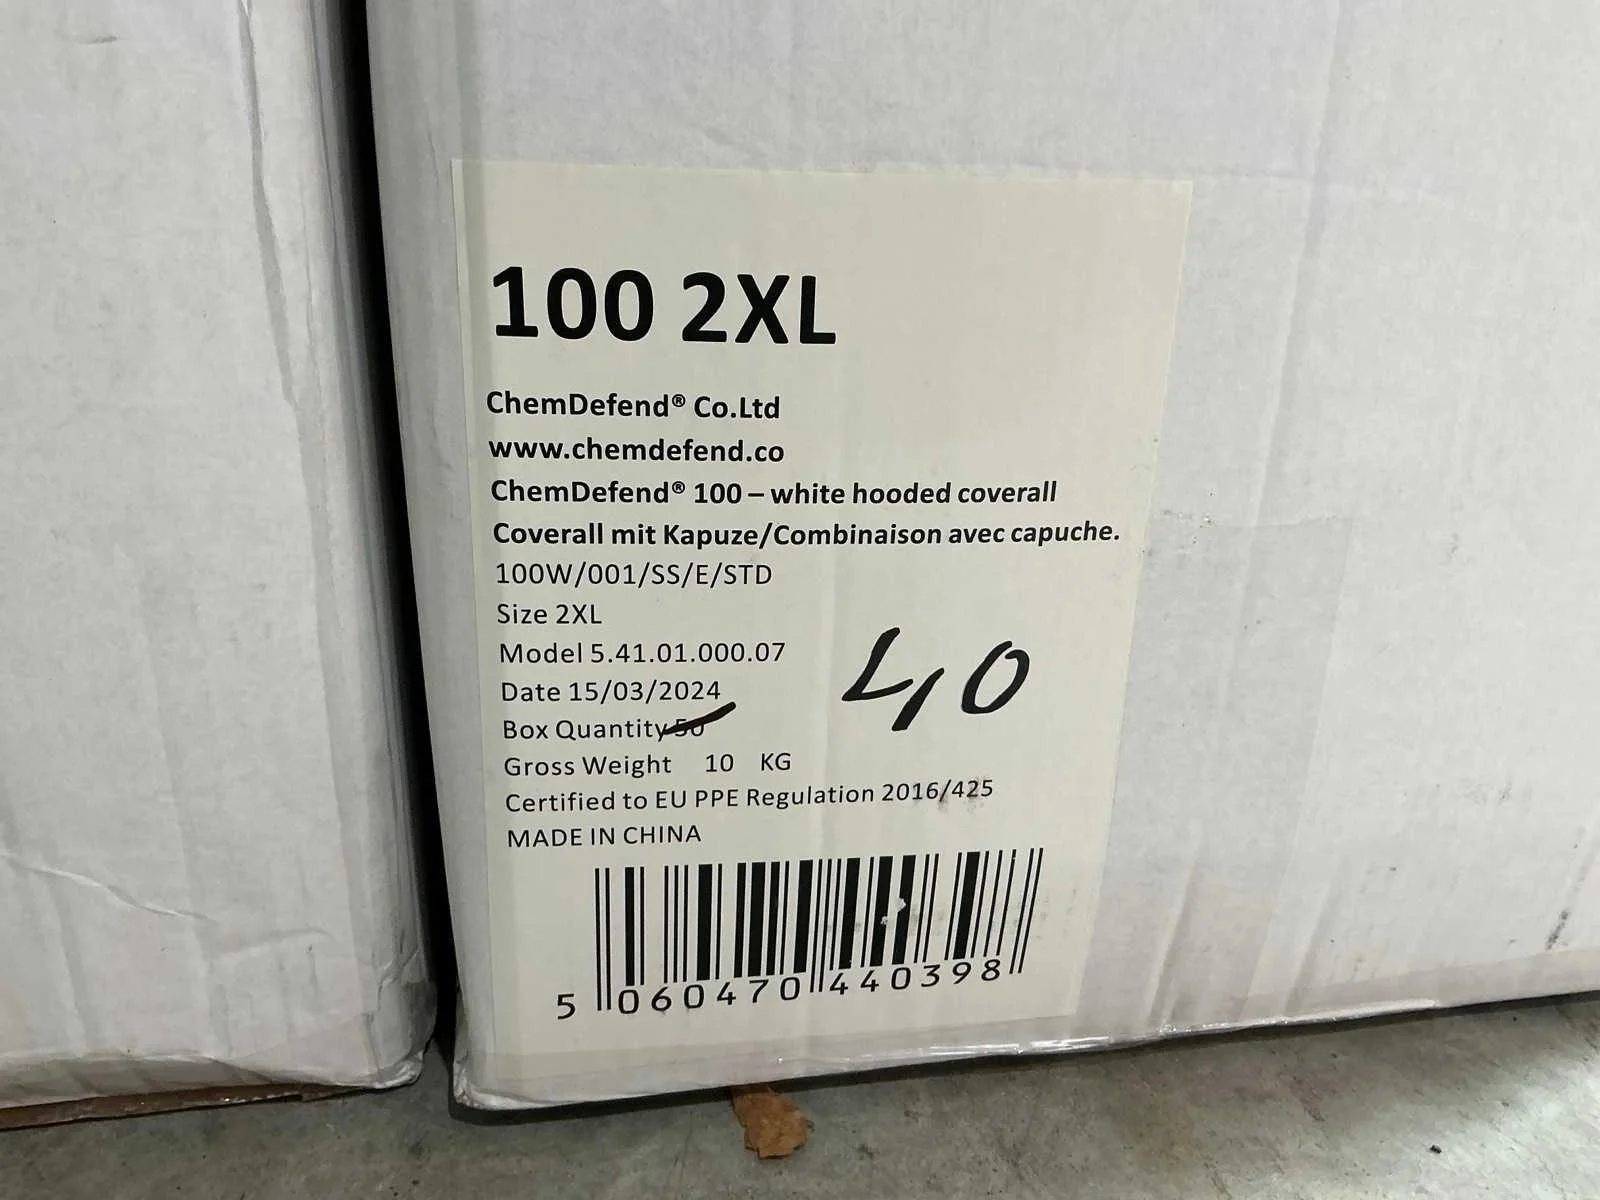 100 2XL
ChemDefend® Co.Ltd
www.chemdefend.co
ChemDefend® 100 – white hooded coverall
Coverall mit Kapuze/Combinaison avec capuche.
100W/001/SS/E/STD
Size 2XL
Model 5.41.01.000.07
40
Date 15/03/2024
Box Quantity 50
Gross Weight 10 KG
Certified to EU PPE Regulation 2016/425
MADE IN CHINA
5 060470 440398